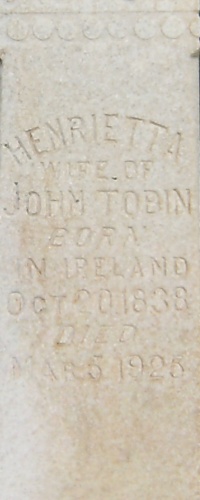 HENRIETTA
WIFE OF
JOHN TOBIN
BORN
IN IRELAND
OCT 20 1838
DIED
MAR 5 1925